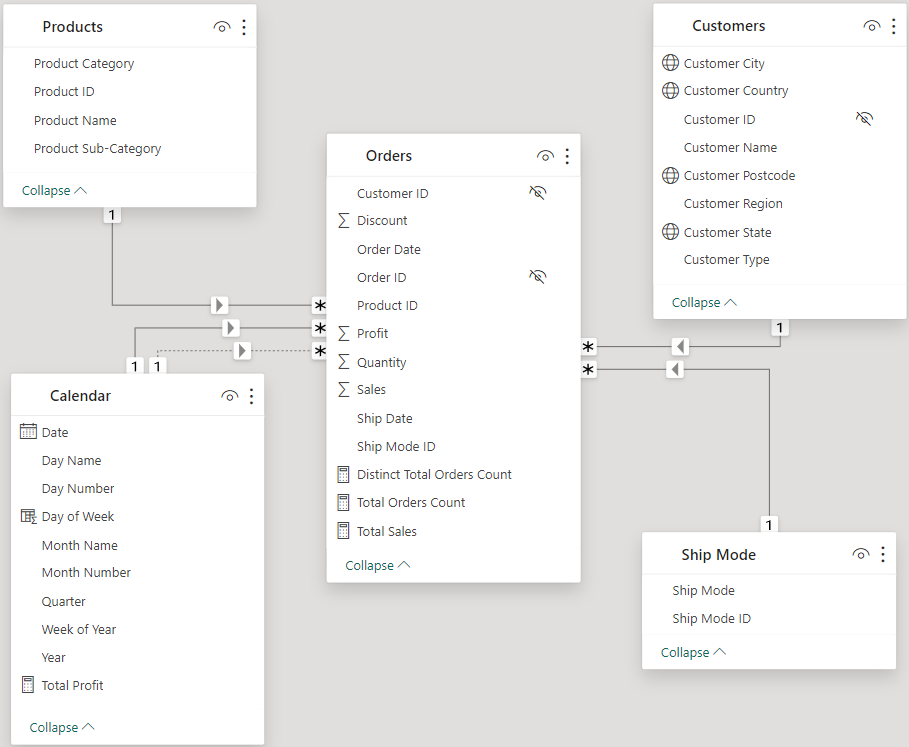 Products
Product Category
Product ID
Product Name
Product Sub-Category
Collapse
1
Customers
Customer City
Customer Country
Customer ID
Customer Name
Customer Postcode
Customer Region
Customer State
Customer Type
Collapse
1
Orders
Customer ID
Σ Discount
Order Date
Order ID
Product ID
Σ Profit
Σ Quantity
Σ Sales
Ship Date
Ship Mode ID
Distinct Total Orders Count
Total Orders Count
Total Sales
Collapse
*
*
*
*
*
1 1
Calendar
Date
Day Name
Day Number
Day of Week
Month Name
Month Number
Quarter
Week of Year
Year
Total Profit
Collapse
1
Ship Mode
Ship Mode
Ship Mode ID
Collapse